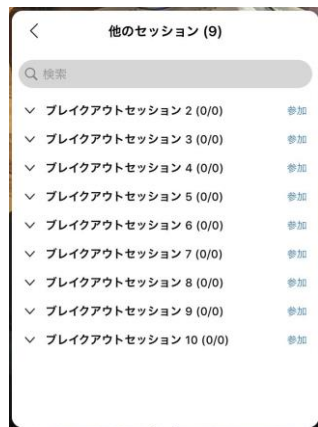 他のセッション (9)
検索
ブレイクアウトセッション 2 (0/0) 参加
ブレイクアウトセッション 3 (0/0) 参加
ブレイクアウトセッション 4 (0/0) 参加
ブレイクアウトセッション 5 (0/0) 参加
ブレイクアウトセッション 6 (0/0) 参加
ブレイクアウトセッション 7 (0/0) 参加
ブレイクアウトセッション 8 (0/0) 参加
ブレイクアウトセッション 9 (0/0) 参加
ブレイクアウトセッション 10 (0/0) 参加